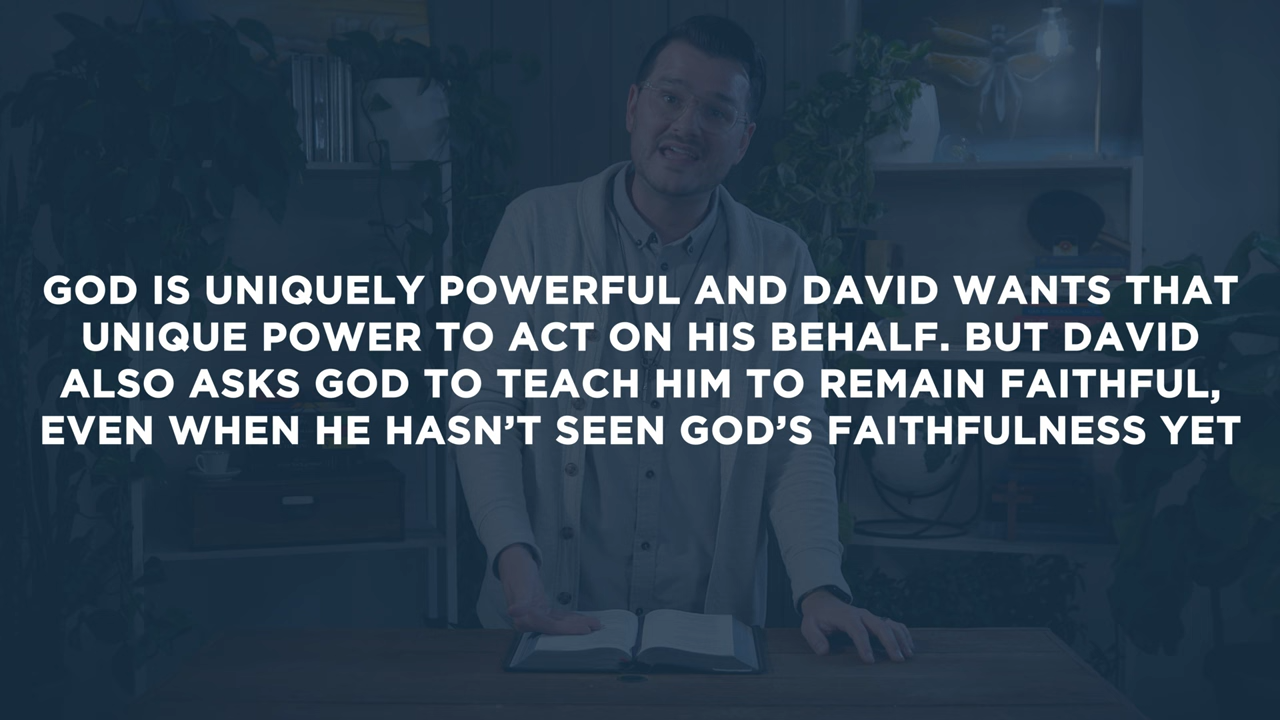 GOD IS UNIQUELY POWERFUL AND DAVID WANTS THAT
UNIQUE POWER TO ACT ON HIS BEHALF. BUT DAVID
ALSO ASKS GOD TO TEACH HIM TO REMAIN FAITHFUL,
EVEN WHEN HE HASN’T SEEN GOD’S FAITHFULNESS YET